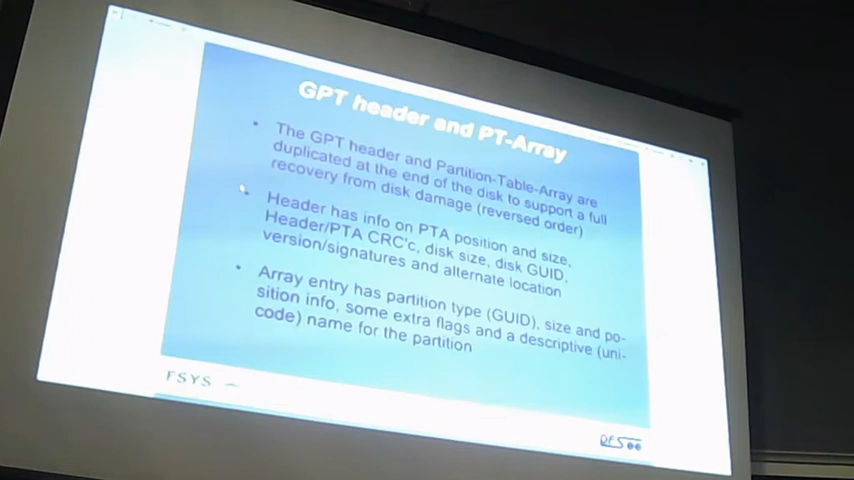 GPT header and PT-Array
• The GPT header and Partition-Table-Array are
duplicated at the end of the disk to support a full
recovery from disk damage (reversed order)
• Header has info on PTA position and size,
Header/PTA CRC'c, disk size, disk GUID,
version/signatures and alternate location
• Array entry has partition type (GUID), size and po-
sition info, some extra flags and a descriptive (uni-
code) name for the partition
FSYS